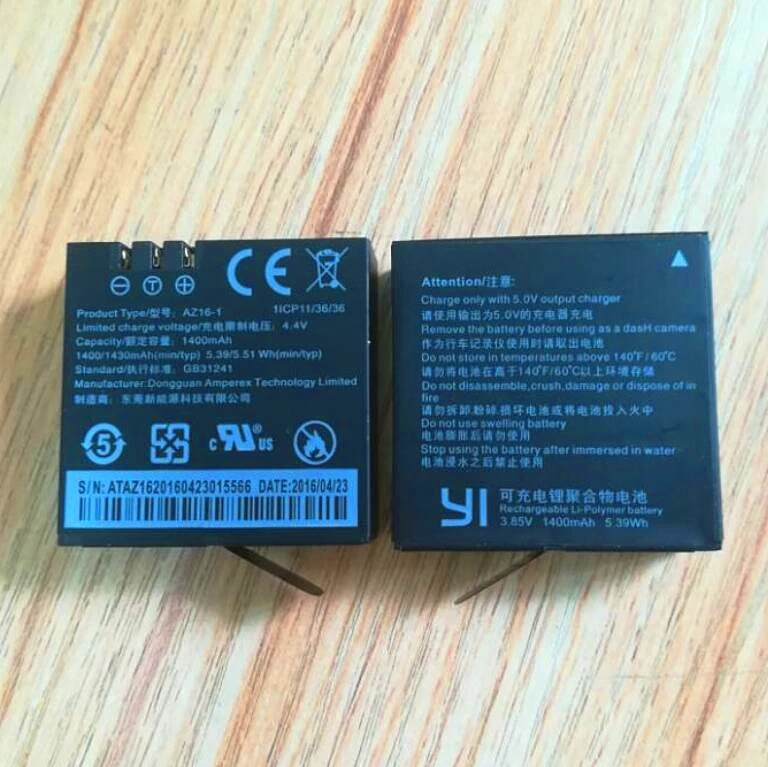 ⊖ Ⓣ ⊕
CE
Product Type/型号: AZ16-1 1ICP11/36/36
Limited charge voltage/充电限制电压: 4.4V
Capacity/额定容量: 1400mAh
1400/1430mAh(min/typ) 5.39/5.51 Wh(min/typ)
Standard/执行标准: GB31241
Manufacturer:Dongguan Amperex Technology Limited
制造商: 东莞新能源科技有限公司
5 c RU US
S/N: ATAZ1620160423015566 DATE:2016/04/23
Attention/注意:
Charge only with 5.0V output charger
请使用输出为5.0V的充电器充电
Remove the battery before using as a dasH camera
作为行车记录仪使用时请取出电池
Do not store in temperatures above 140°F/60°C
请勿将电池在高于140°F/60°C以上环境存储
Do not disassemble,crush,damage or dispose of in
fire
请勿拆卸,粉碎,损坏电池或将电池投入火中
Do not use swelling battery
电池膨胀后请勿使用
Stop using the battery after immersed in water
电池浸水之后禁止使用
YI 可充电锂聚合物电池
Rechargeable Li-Polymer battery
3.85V 1400mAh 5.39Wh